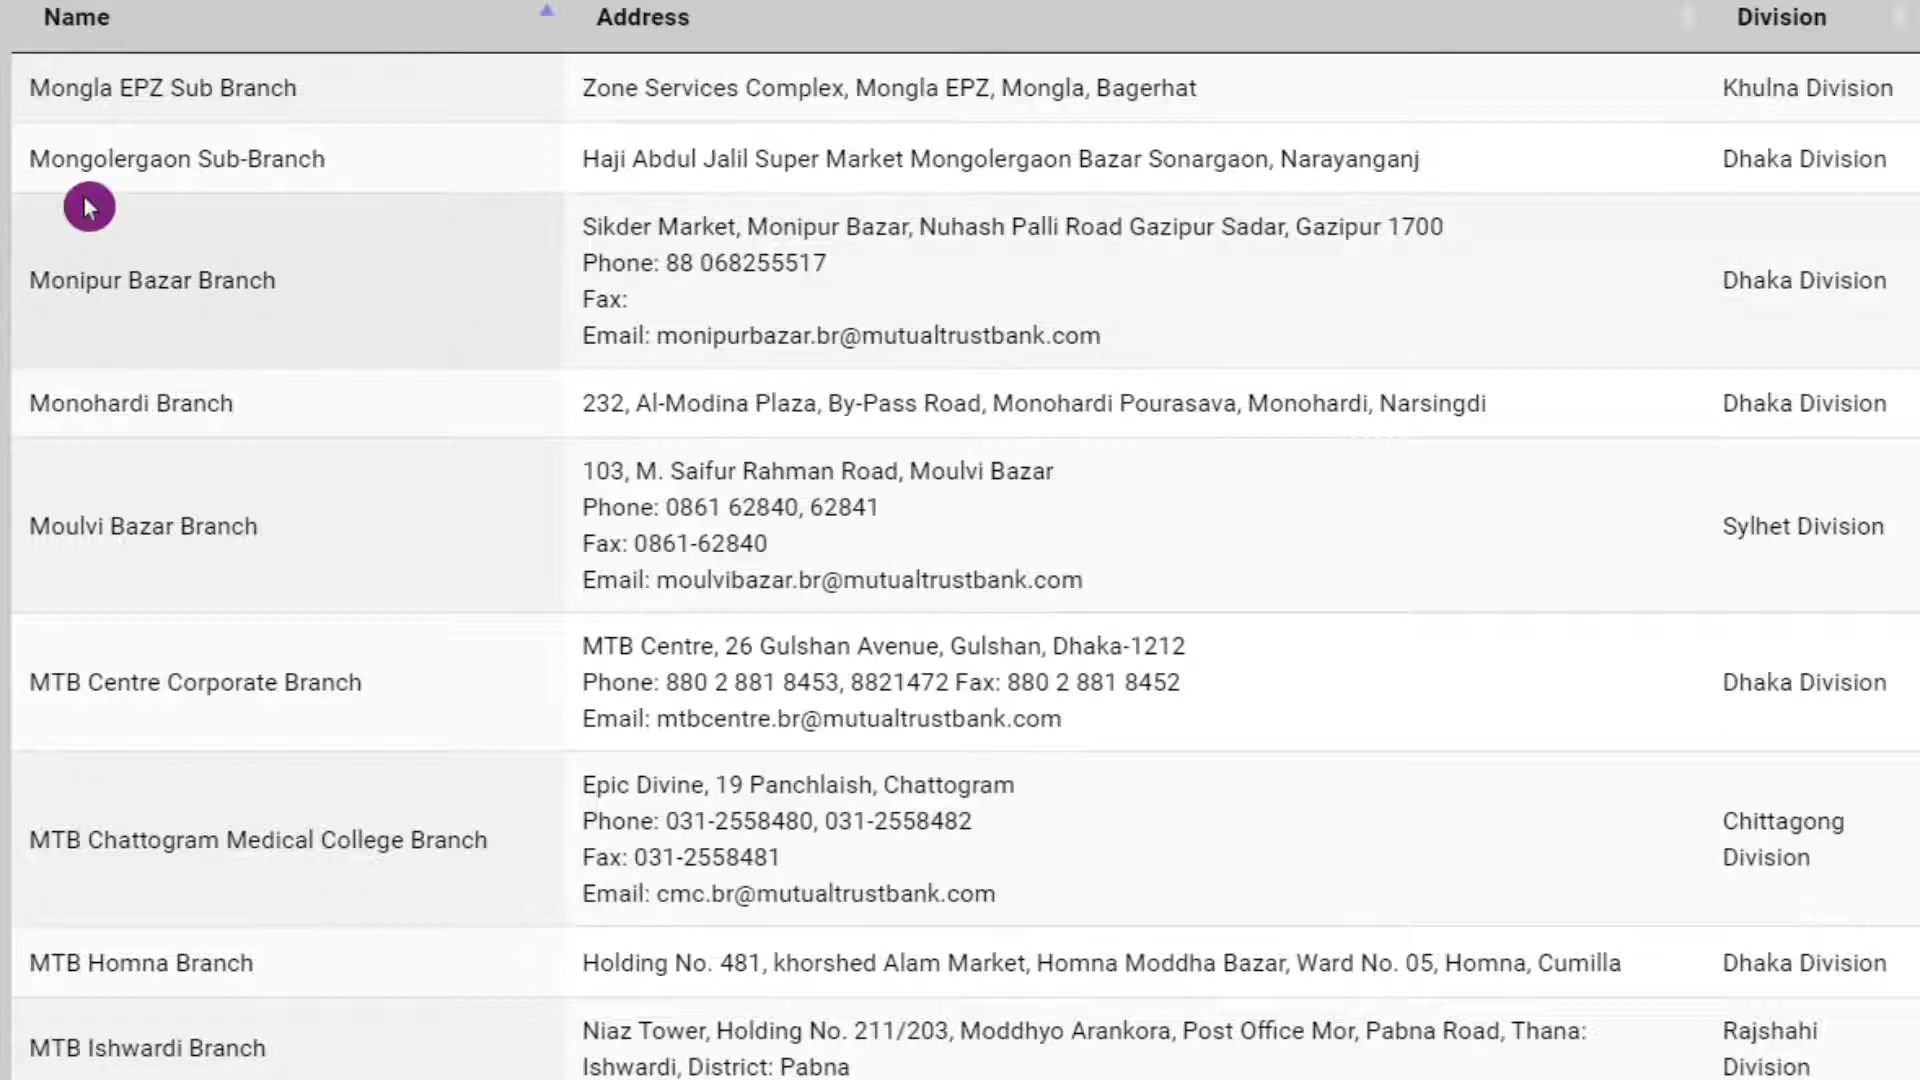 Name Address Division
Mongla EPZ Sub Branch Zone Services Complex, Mongla EPZ, Mongla, Bagerhat Khulna Division
Mongolergaon Sub-Branch Haji Abdul Jalil Super Market Mongolergaon Bazar Sonargaon, Narayanganj Dhaka Division
Monipur Bazar Branch
Sikder Market, Monipur Bazar, Nuhash Palli Road Gazipur Sadar, Gazipur 1700
Phone: 88 068255517
Fax:
Email: monipurbazar.br@mutualtrustbank.com
Dhaka Division
Monohardi Branch 232, Al-Modina Plaza, By-Pass Road, Monohardi Pourasava, Monohardi, Narsingdi Dhaka Division
Moulvi Bazar Branch
103, M. Saifur Rahman Road, Moulvi Bazar
Phone: 0861 62840, 62841
Fax: 0861-62840
Email: moulvibazar.br@mutualtrustbank.com
Sylhet Division
MTB Centre Corporate Branch
MTB Centre, 26 Gulshan Avenue, Gulshan, Dhaka-1212
Phone: 880 2 881 8453, 8821472 Fax: 880 2 881 8452
Email: mtbcentre.br@mutualtrustbank.com
Dhaka Division
MTB Chattogram Medical College Branch
Epic Divine, 19 Panchlaish, Chattogram
Phone: 031-2558480, 031-2558482
Fax: 031-2558481
Email: cmc.br@mutualtrustbank.com
Chittagong
Division
MTB Homna Branch Holding No. 481, khorshed Alam Market, Homna Moddha Bazar, Ward No. 05, Homna, Cumilla Dhaka Division
MTB Ishwardi Branch
Niaz Tower, Holding No. 211/203, Moddhyo Arankora, Post Office Mor, Pabna Road, Thana:
Ishwardi, District: Pabna
Rajshahi
Division